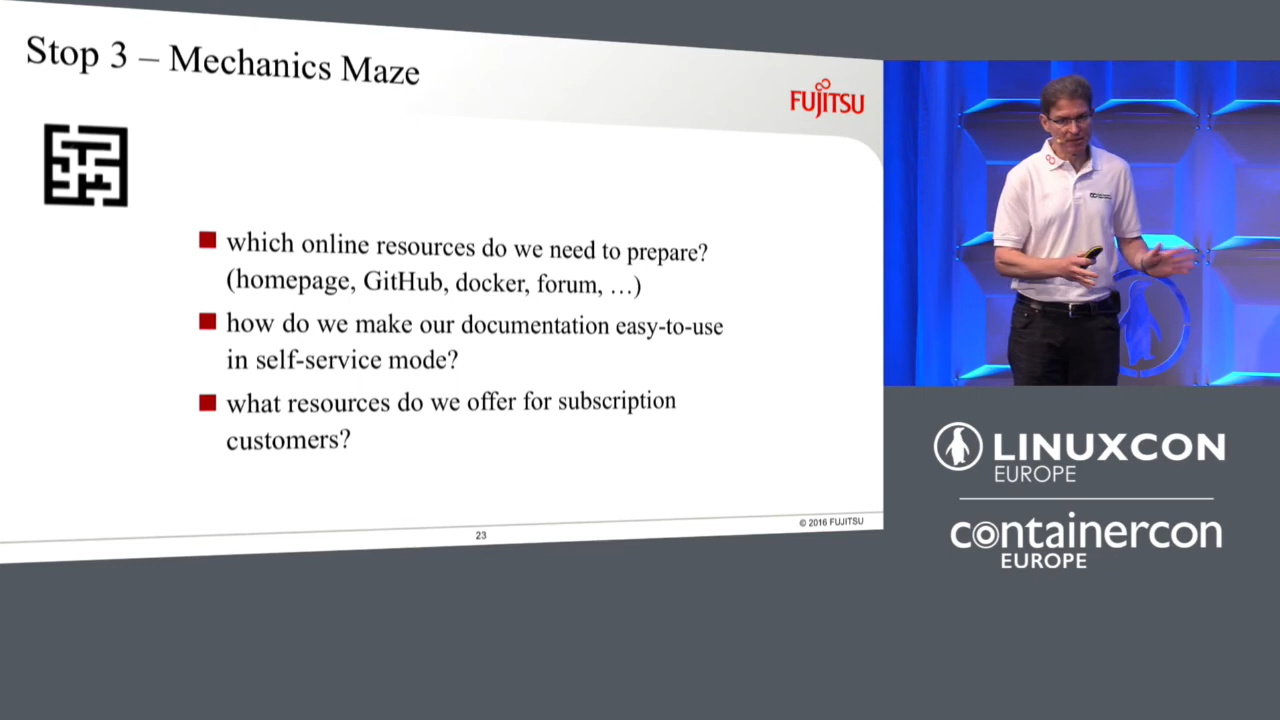 Stop 3 – Mechanics Maze
FUJITSU
which online resources do we need to prepare?
(homepage, GitHub, docker, forum, …)
how do we make our documentation easy-to-use
in self-service mode?
what resources do we offer for subscription
customers?
23
© 2016 FUJITSU
LINUXCON
EUROPE
containercon
EUROPE